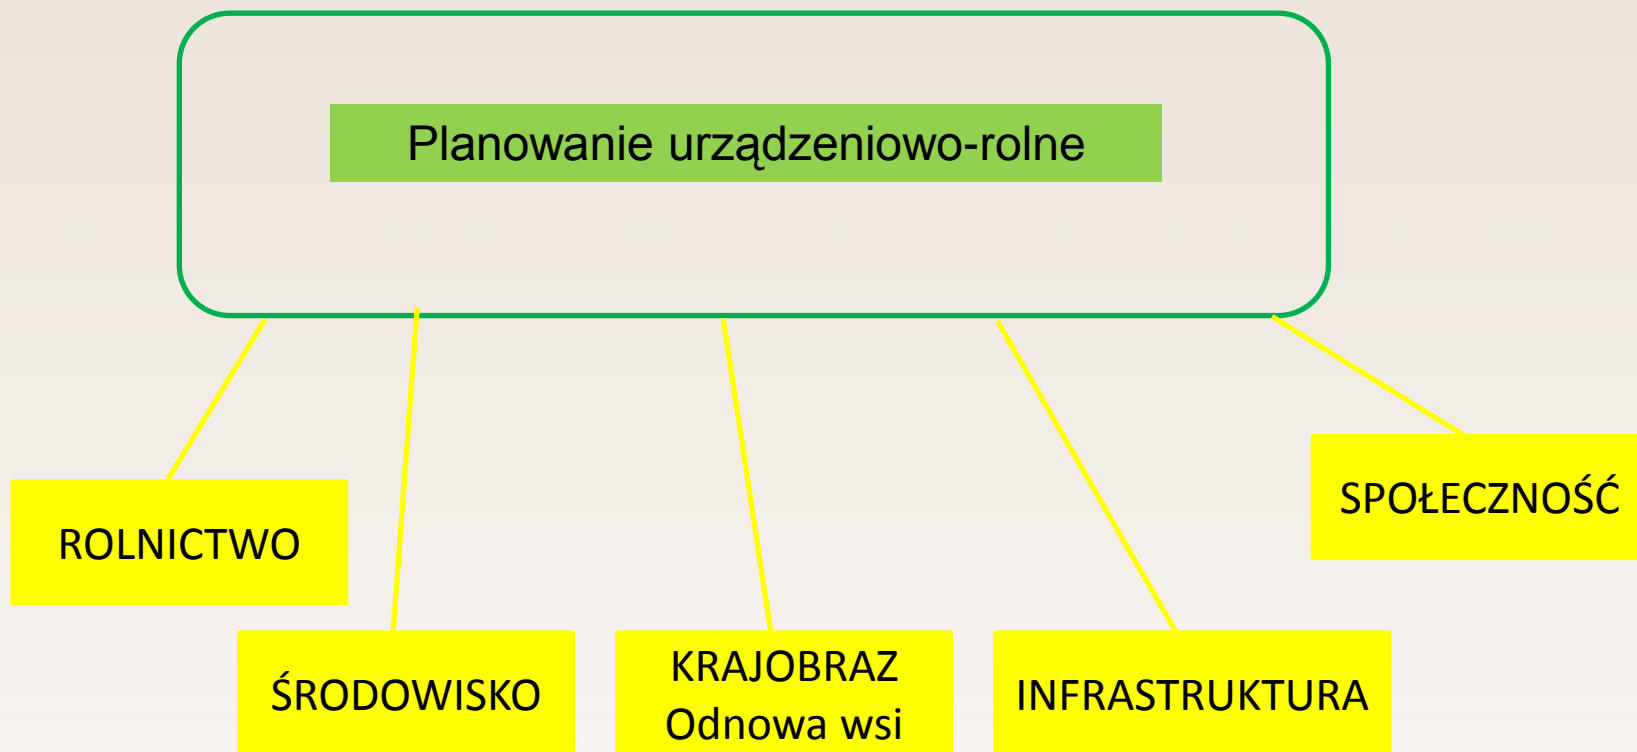 Planowanie urządzeniowo-rolne
ROLNICTWO
ŚRODOWISKO
KRAJOBRAZ
Odnowa wsi
INFRASTRUKTURA
SPOŁECZNOŚĆ